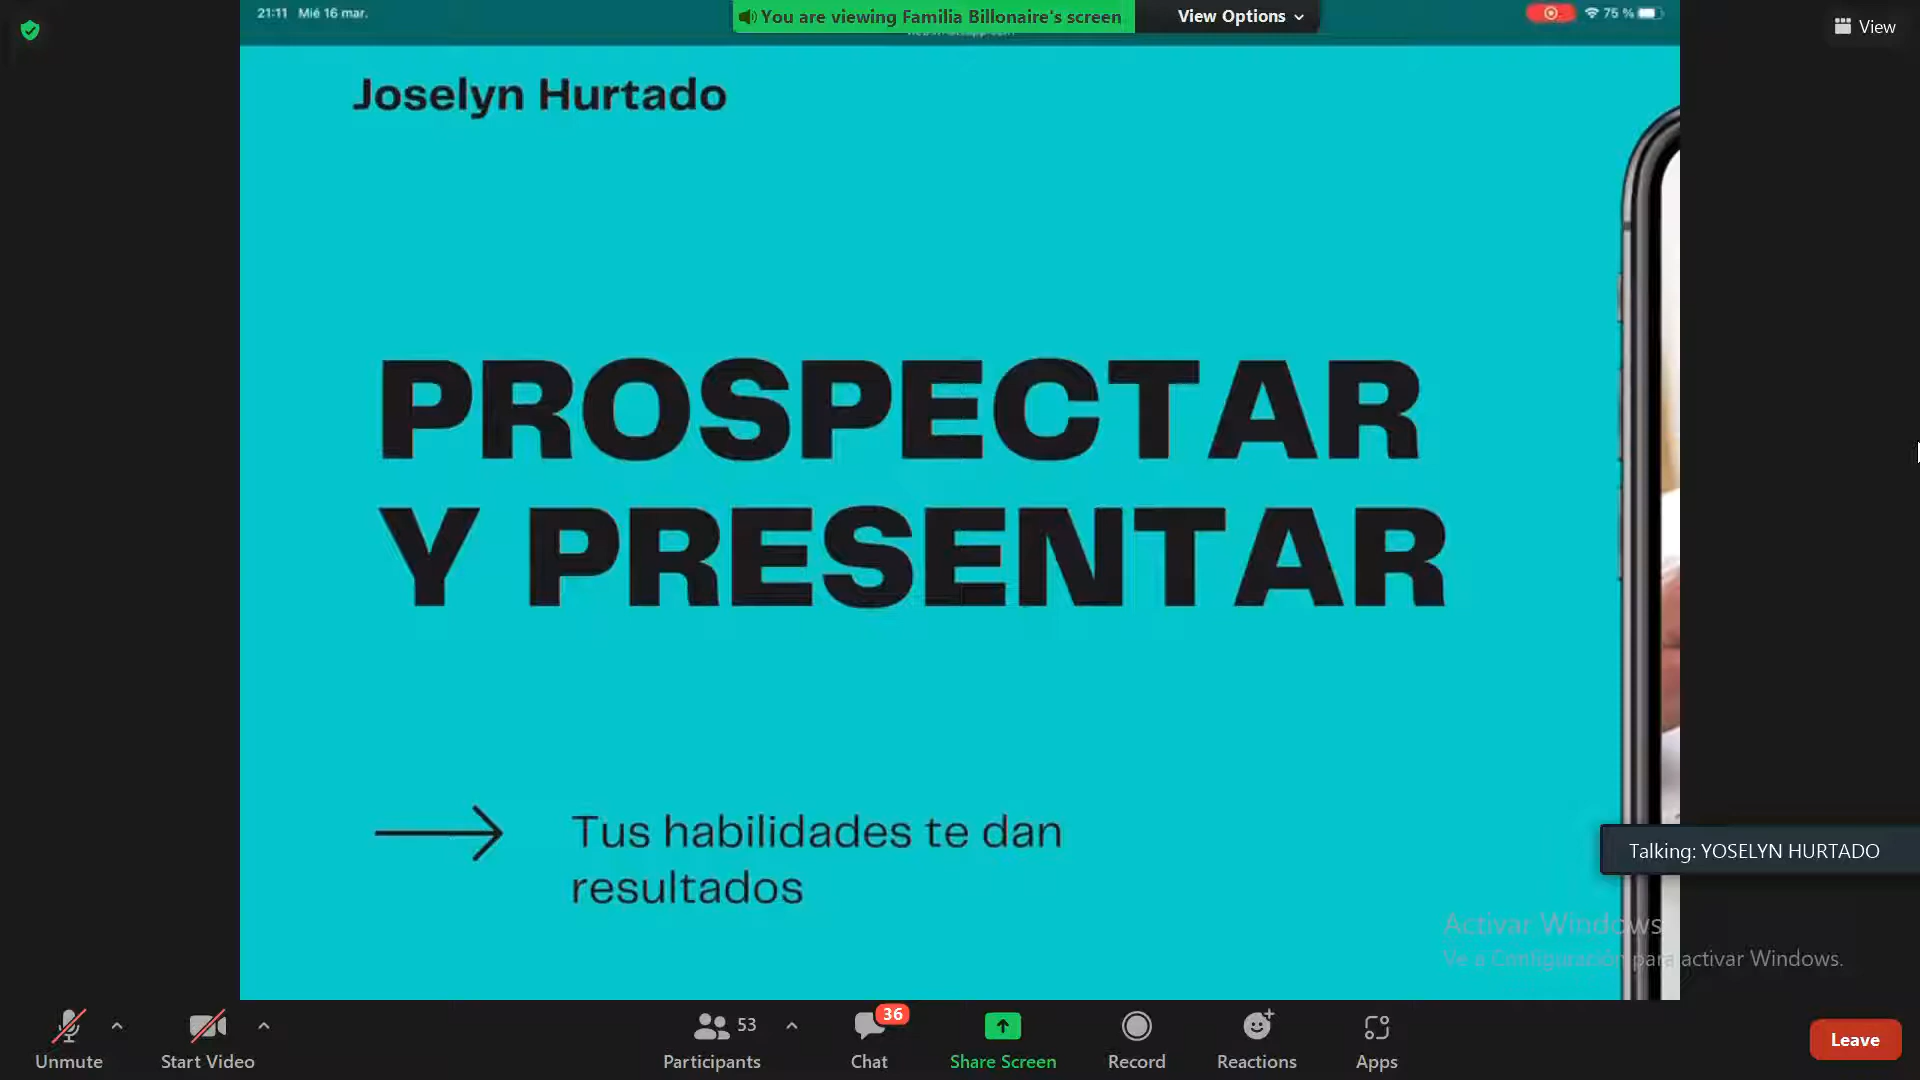 21:11 Mié 16 mar.
You are viewing Familia Billonaire's screen
View Options
75 %
View
Joselyn Hurtado
PROSPECTAR
Y PRESENTAR
Tus habilidades te dan
resultados
Talking: YOSELYN HURTADO
Activar Windows
Ve a Configuración para activar Windows.
Unmute
Start Video
53
Participants
36
Chat
Share Screen
Record
Reactions
Apps
Leave